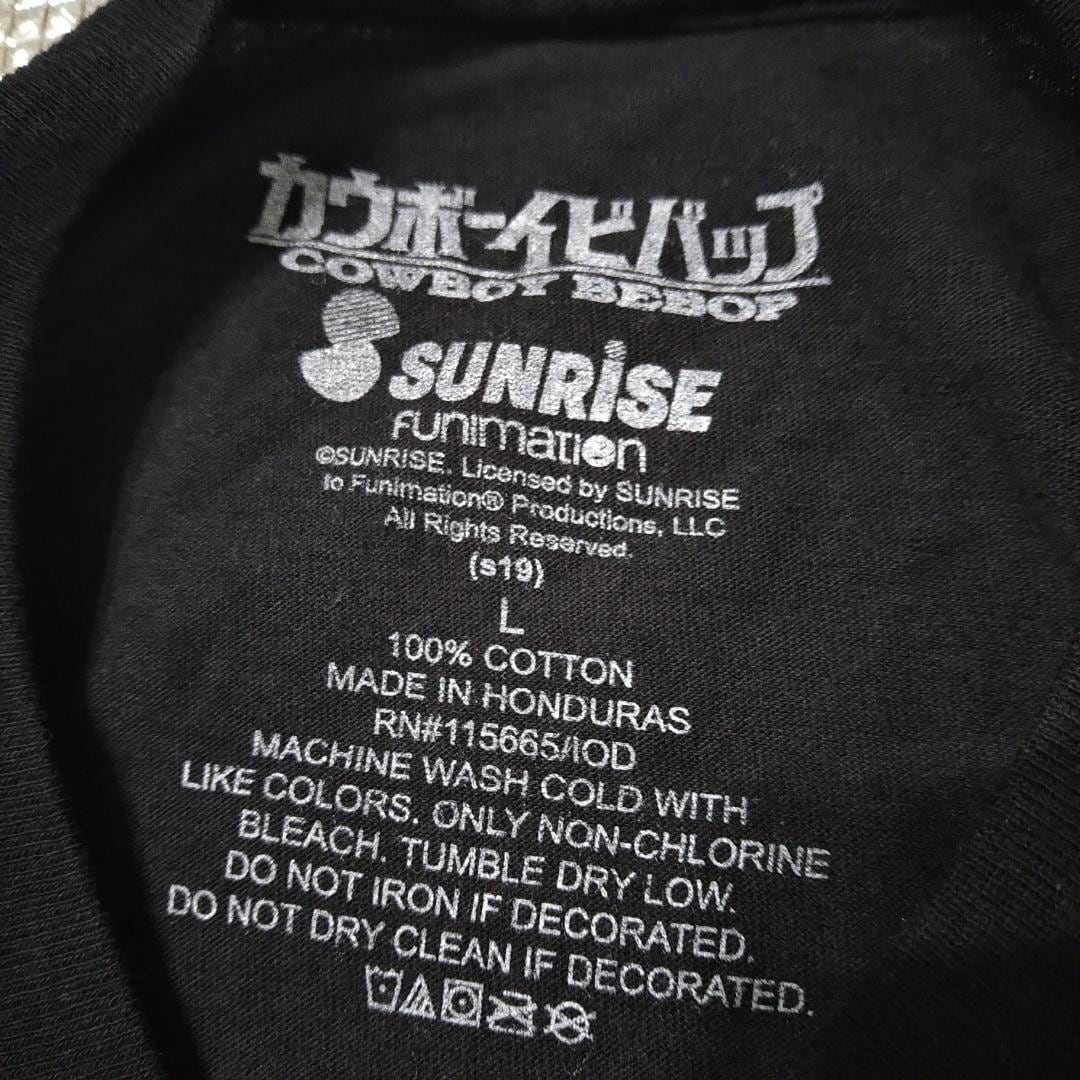 カウボーイビバップ
COWBOY BEBOP
SUNRiSE
FUNimation
©SUNRISE. Licensed by SUNRISE
to Funimation® Productions, LLC
All Rights Reserved.
(s19)
L
100% COTTON
MADE IN HONDURAS
RN#115665/IOD
MACHINE WASH COLD WITH
LIKE COLORS. ONLY NON-CHLORINE
BLEACH. TUMBLE DRY LOW.
DO NOT IRON IF DECORATED.
DO NOT DRY CLEAN IF DECORATED.